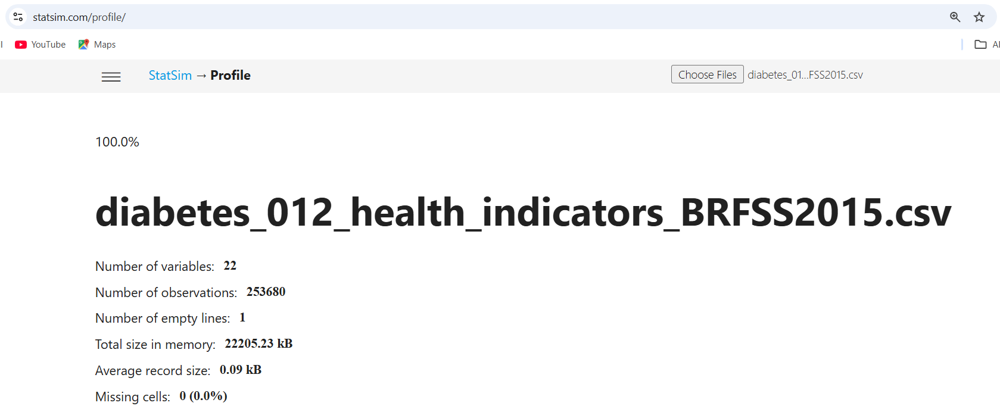 statsim.com/profile/
YouTube Maps
StatSim → Profile Choose Files diabetes_01...FSS2015.csv
100.0%
diabetes_012_health_indicators_BRFSS2015.csv
Number of variables: 22
Number of observations: 253680
Number of empty lines: 1
Total size in memory: 22205.23 kB
Average record size: 0.09 kB
Missing cells: 0 (0.0%)